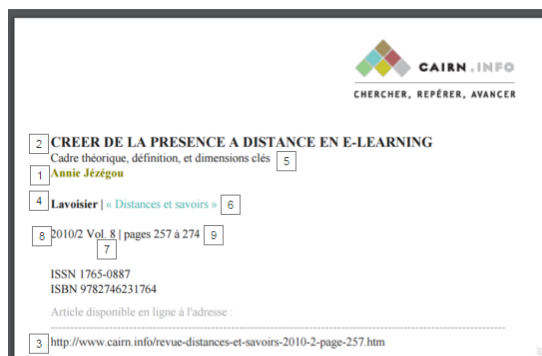 CAIRN.INFO
CHERCHER, REPÉRER, AVANCER
2 CREER DE LA PRESENCE A DISTANCE EN E-LEARNING
Cadre théorique, définition, et dimensions clés 5
1 Annie Jézégou
4 Lavoisier | « Distances et savoirs » 6
8 2010/2 Vol. 8 | pages 257 à 274 9
7
ISSN 1765-0887
ISBN 9782746231764
Article disponible en ligne à l'adresse :
3 http://www.cairn.info/revue-distances-et-savoirs-2010-2-page-257.htm